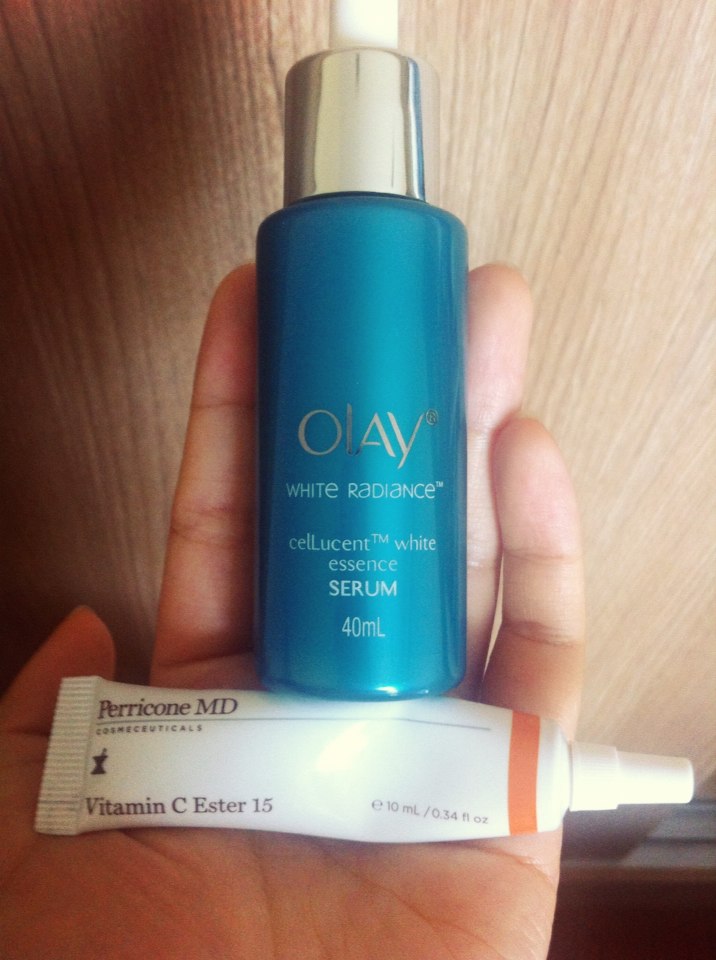 OLAY®
WHITE RaDiaNCE™
celLucent™ white
essence
SERUM
40mL
Perricone MD
COSMECEUTICALS
Vitamin C Ester 15
℮ 10 mL / 0.34 fl oz